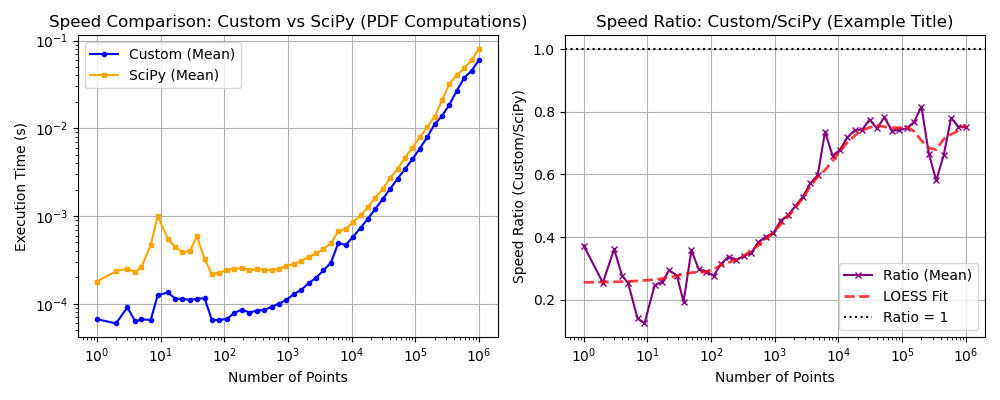 Speed Comparison: Custom vs SciPy (PDF Computations)
10⁻¹
10⁻²
10⁻³
10⁻⁴
Execution Time (s)
Custom (Mean)
SciPy (Mean)
10⁰ 10¹ 10² 10³ 10⁴ 10⁵ 10⁶
Number of Points
Speed Ratio: Custom/SciPy (Example Title)
1.0
0.8
0.6
0.4
0.2
Speed Ratio (Custom/SciPy)
Ratio (Mean)
LOESS Fit
Ratio = 1
10⁰ 10¹ 10² 10³ 10⁴ 10⁵ 10⁶
Number of Points